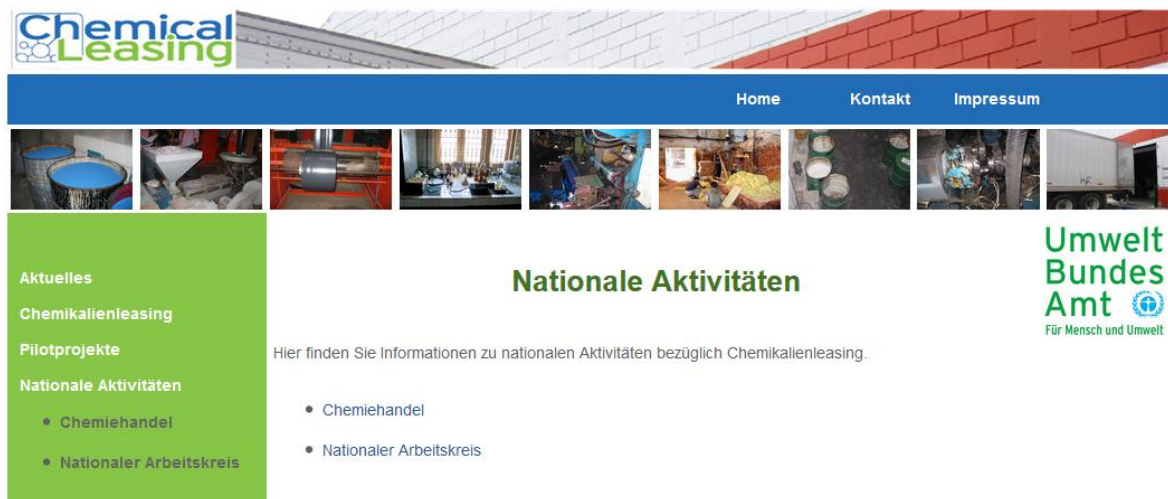 Chemical
Leasing
Home Kontakt Impressum
Umwelt
Bundes
Amt
Für Mensch und Umwelt
Aktuelles
Chemikalienleasing
Pilotprojekte
Nationale Aktivitäten
Chemiehandel
Nationaler Arbeitskreis
Nationale Aktivitäten
Hier finden Sie Informationen zu nationalen Aktivitäten bezüglich Chemikalienleasing.
Chemiehandel
Nationaler Arbeitskreis